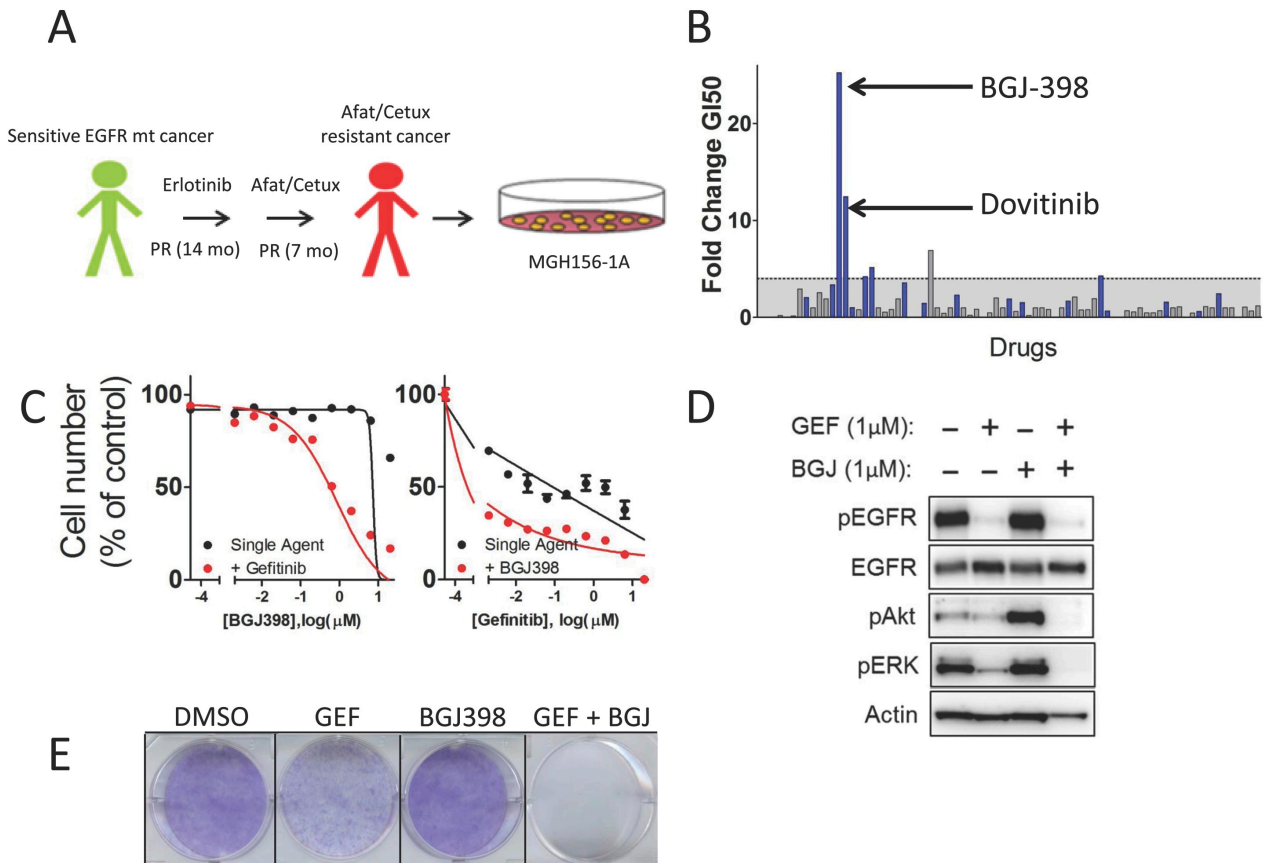 A
Sensitive EGFR mt cancer
Erlotinib
PR (14 mo)
Afat/Cetux
PR (7 mo)
Afat/Cetux
resistant cancer
MGH156-1A
B
Fold Change GI50
20
10
0
BGJ-398
Dovitinib
Drugs
C
Cell number
(% of control)
100
50
0
Single Agent
+ Gefitinib
-4 -2 -1 0 1
[BGJ398],log(μM)
100
50
0
Single Agent
+ BGJ398
-4 -2 -1 0 1
[Gefinitib], log(μM)
D
GEF (1μM): – + – +
BGJ (1μM): – – + +
pEGFR
EGFR
pAkt
pERK
Actin
E
DMSO GEF BGJ398 GEF + BGJ